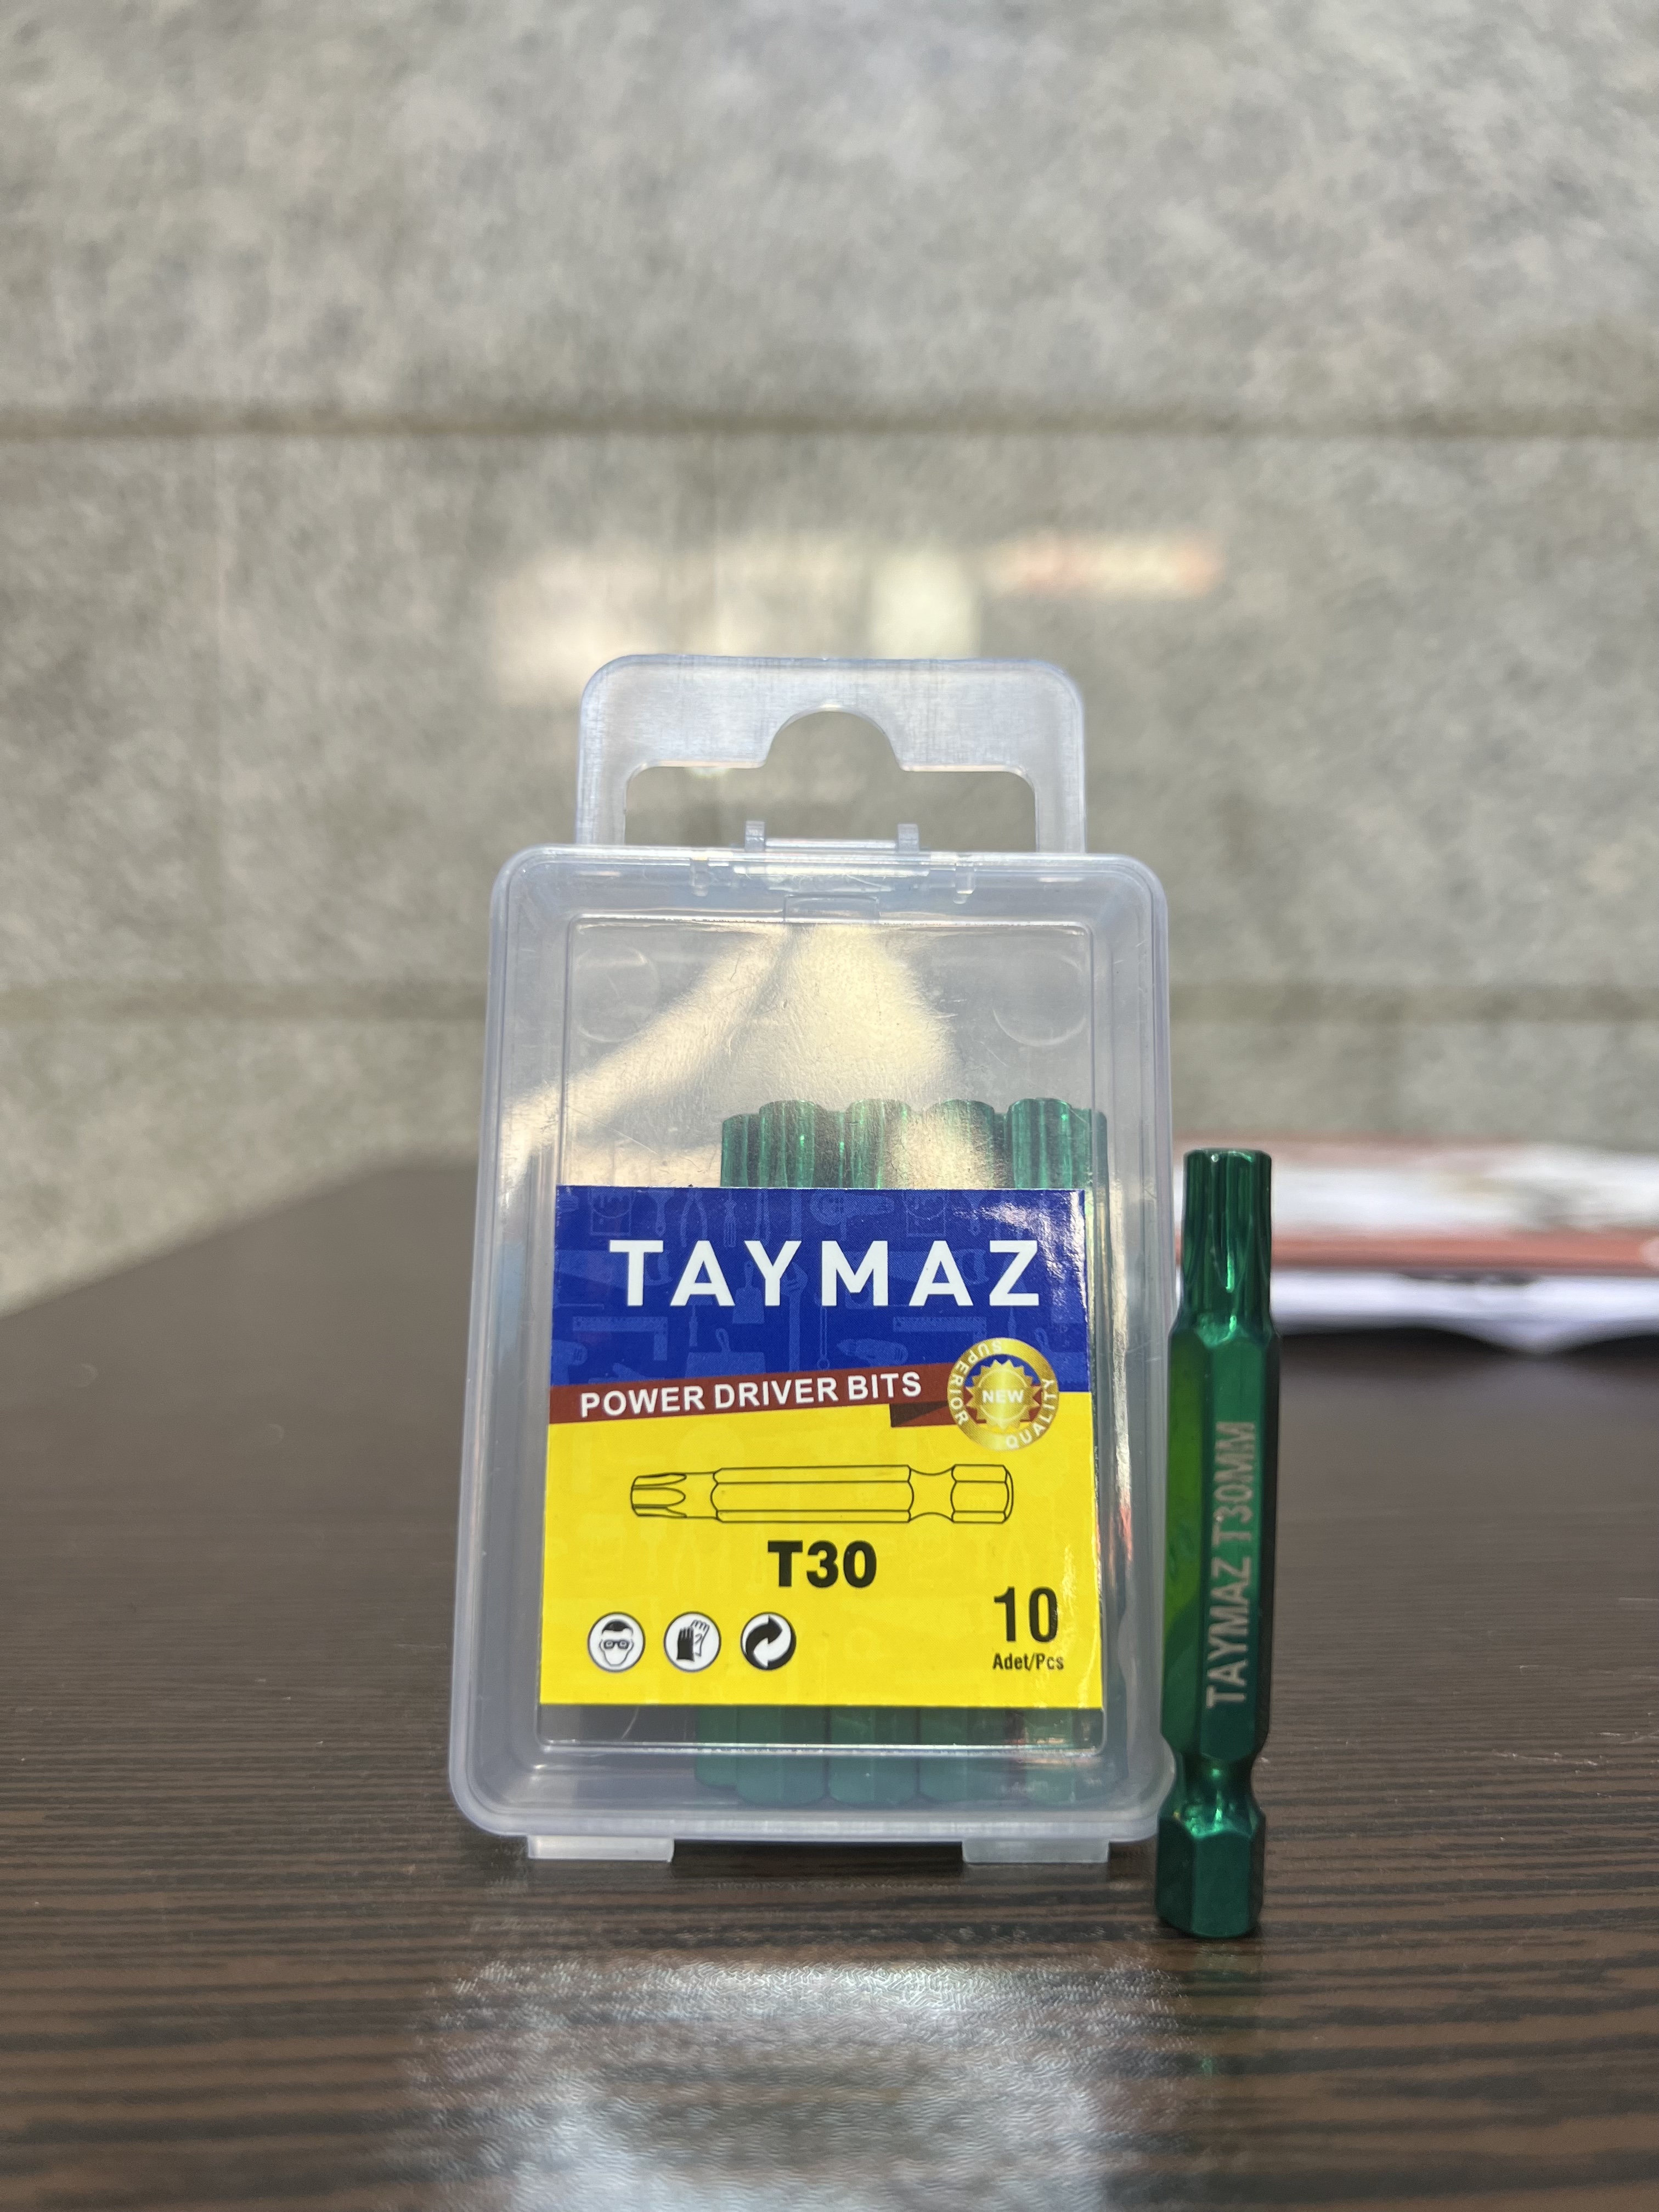 TAYMAZ
POWER DRIVER BITS
SUPERIOR
NEW
QUALITY
T30
10
Adet/Pcs
TAYMAZ T30MM